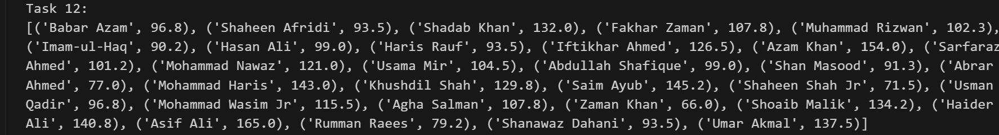 Task 12:
[('Babar Azam', 96.8), ('Shaheen Afridi', 93.5), ('Shadab Khan', 132.0), ('Fakhar Zaman', 107.8), ('Muhammad Rizwan', 102.3),
('Imam-ul-Haq', 90.2), ('Hasan Ali', 99.0), ('Haris Rauf', 93.5), ('Iftikhar Ahmed', 126.5), ('Azam Khan', 154.0), ('Sarfaraz
Ahmed', 101.2), ('Mohammad Nawaz', 121.0), ('Usama Mir', 104.5), ('Abdullah Shafique', 99.0), ('Shan Masood', 91.3), ('Abrar
Ahmed', 77.0), ('Mohammad Haris', 143.0), ('Khushdil Shah', 129.8), ('Saim Ayub', 145.2), ('Shaheen Shah Jr', 71.5), ('Usman
Qadir', 96.8), ('Mohammad Wasim Jr', 115.5), ('Agha Salman', 107.8), ('Zaman Khan', 66.0), ('Shoaib Malik', 134.2), ('Haider
Ali', 140.8), ('Asif Ali', 165.0), ('Rumman Raees', 79.2), ('Shanawaz Dahani', 93.5), ('Umar Akmal', 137.5)]